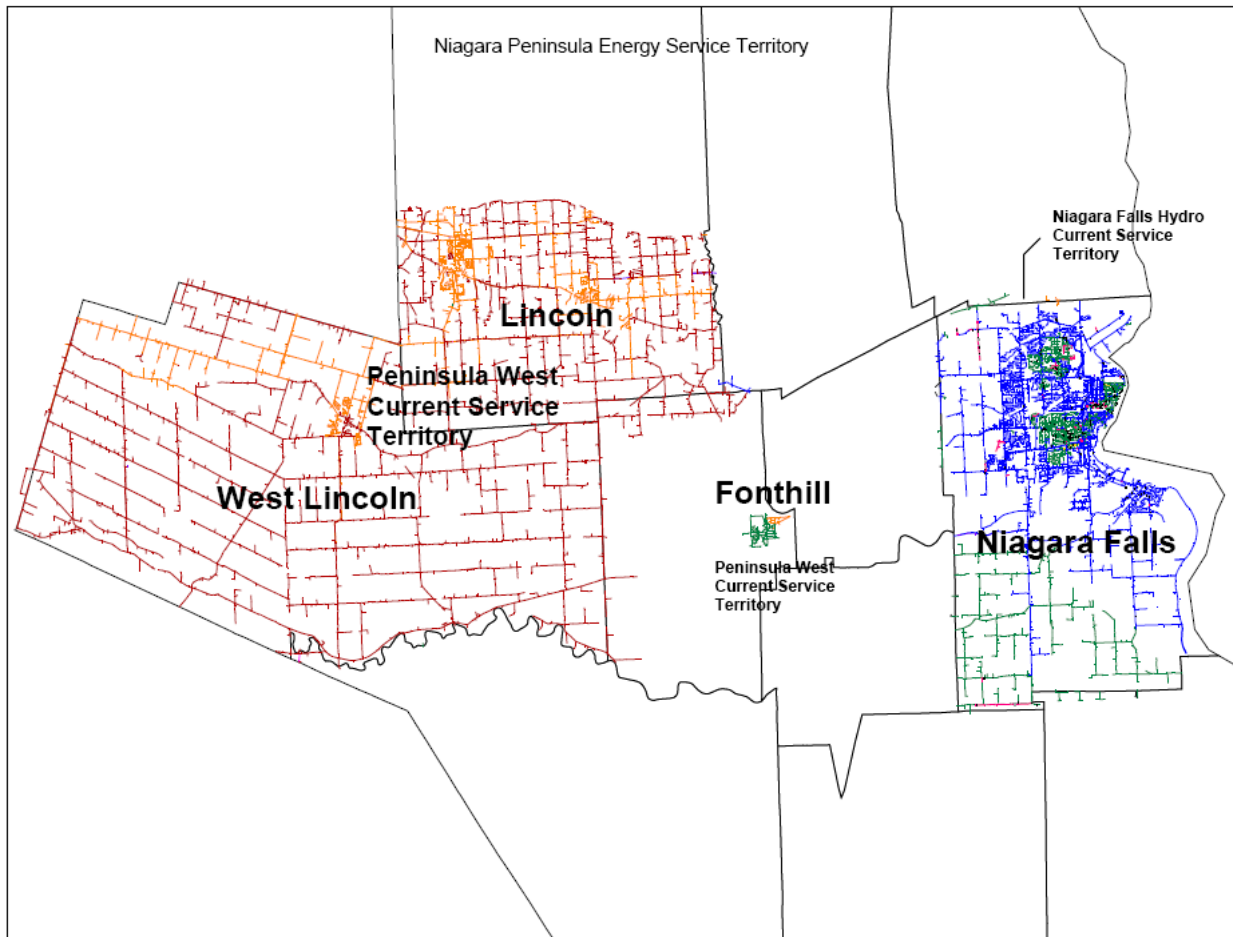 Niagara Peninsula Energy Service Territory
Niagara Falls Hydro
Current Service
Territory
Lincoln
Peninsula West
Current Service
Territory
West Lincoln
Fonthill
Niagara Falls
Peninsula West
Current Service
Territory